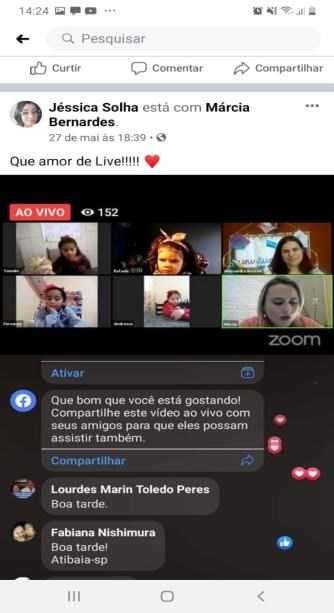 14:24
Pesquisar
Curtir
Comentar
Compartilhar
Jéssica Solha está com Márcia
Bernardes.
27 de mai às 18:39
Que amor de Live!!!!!
AO VIVO
152
Yasmin
Rafaela
Alessandra
Fernanda
Andressa
Márcia
zoom
Ativar
Que bom que você está gostando!
Compartilhe este vídeo ao vivo com
seus amigos para que eles possam
assistir também.
Compartilhar
Lourdes Marin Toledo Peres
Boa tarde.
Fabiana Nishimura
Boa tarde!
Atibaia-sp